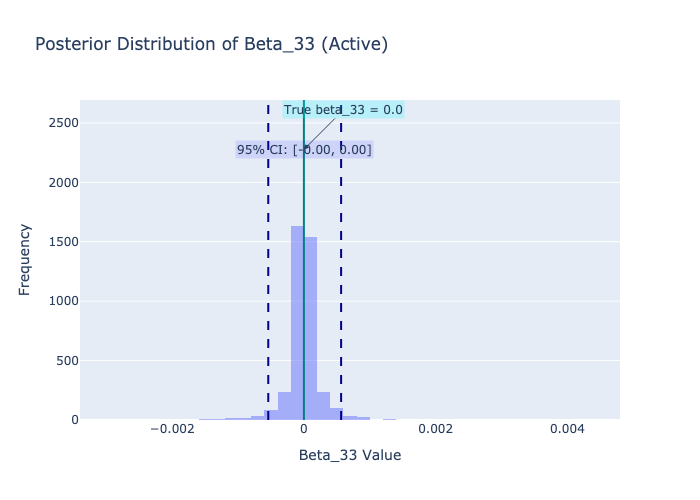 Posterior Distribution of Beta_33 (Active)
True beta_33 = 0.0
95% CI: [-0.00, 0.00]
2500
2000
1500
1000
500
0
Frequency
−0.002
0
0.002
0.004
Beta_33 Value